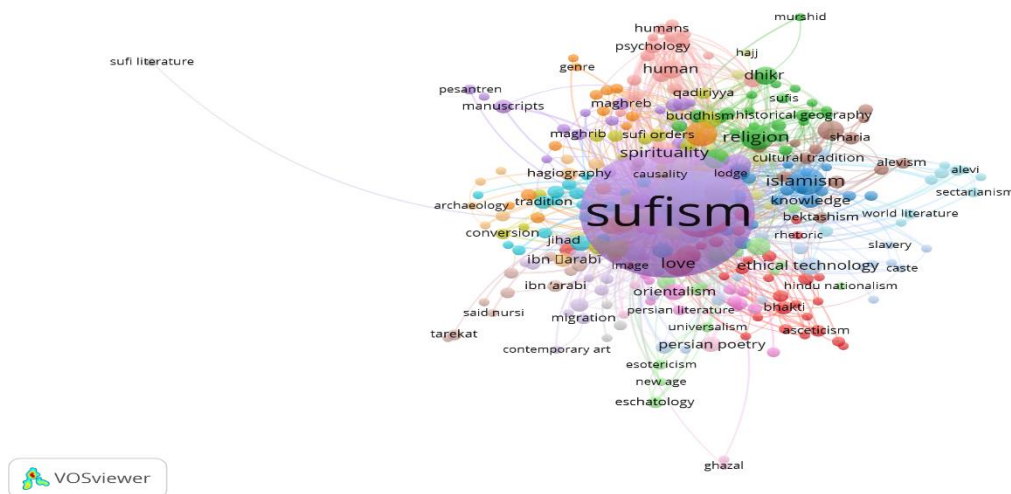 murshid
humans
psychology
hajj
sufi literature
genre
human
dhikr
pesantren
qadiriyya
sufis
manuscripts
maghreb
buddhism
historical geography
maghrib
sufi orders
religion
sharia
spirituality
cultural tradition
alevism
hagiography
causality
lodge
alevi
islamism
sectarianism
archaeology
tradition
knowledge
sufism
bektashism
world literature
conversion
jihad
rhetoric
slavery
ibn □arabi
image
love
ethical technology
caste
ibn 'arabi
orientalism
hindu nationalism
said nursi
migration
persian literature
bhakti
tarekat
universalism
asceticism
contemporary art
persian poetry
esotericism
new age
eschatology
ghazal
VOSviewer